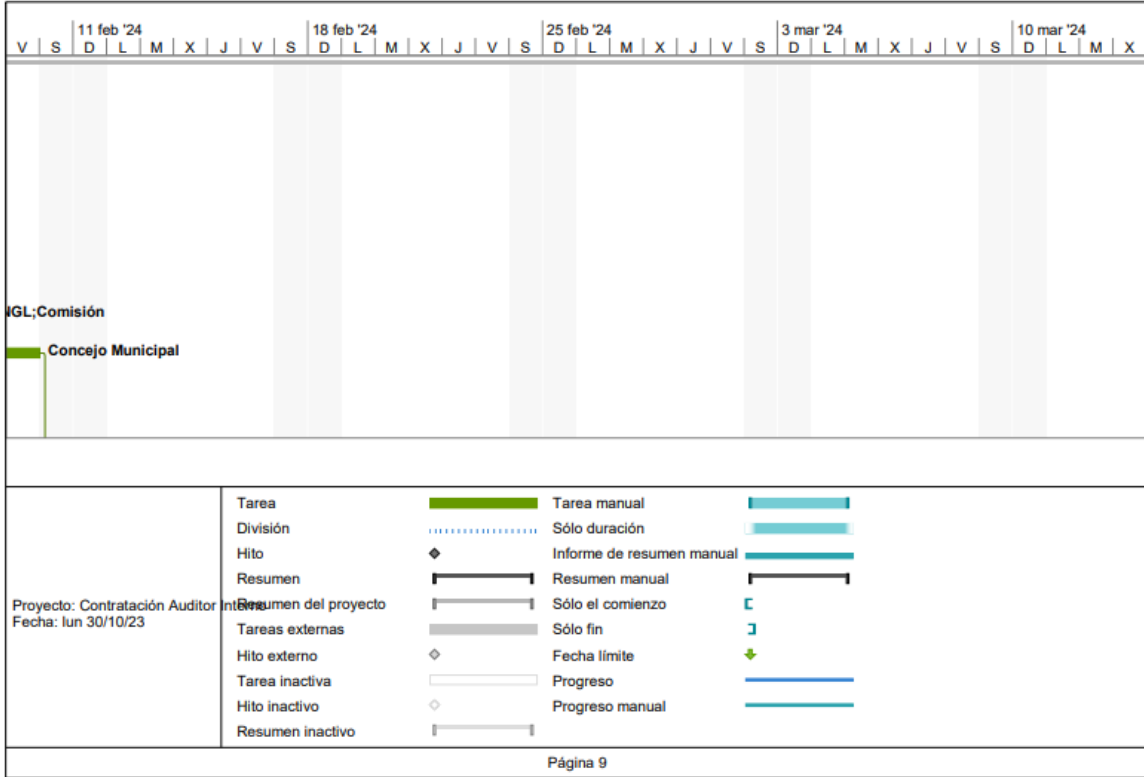 11 feb '24 18 feb '24 25 feb '24 3 mar '24 10 mar '24
V S D L M X J V S D L M X J V S D L M X J V S D L M X J V S D L M X
IGL;Comisión
Concejo Municipal
Tarea Tarea manual
División Sólo duración
Hito Informe de resumen manual
Resumen Resumen manual
Proyecto: Contratación Auditor Interno
Resumen del proyecto Sólo el comienzo
Fecha: lun 30/10/23
Tareas externas Sólo fin
Hito externo Fecha límite
Tarea inactiva Progreso
Hito inactivo Progreso manual
Resumen inactivo
Página 9